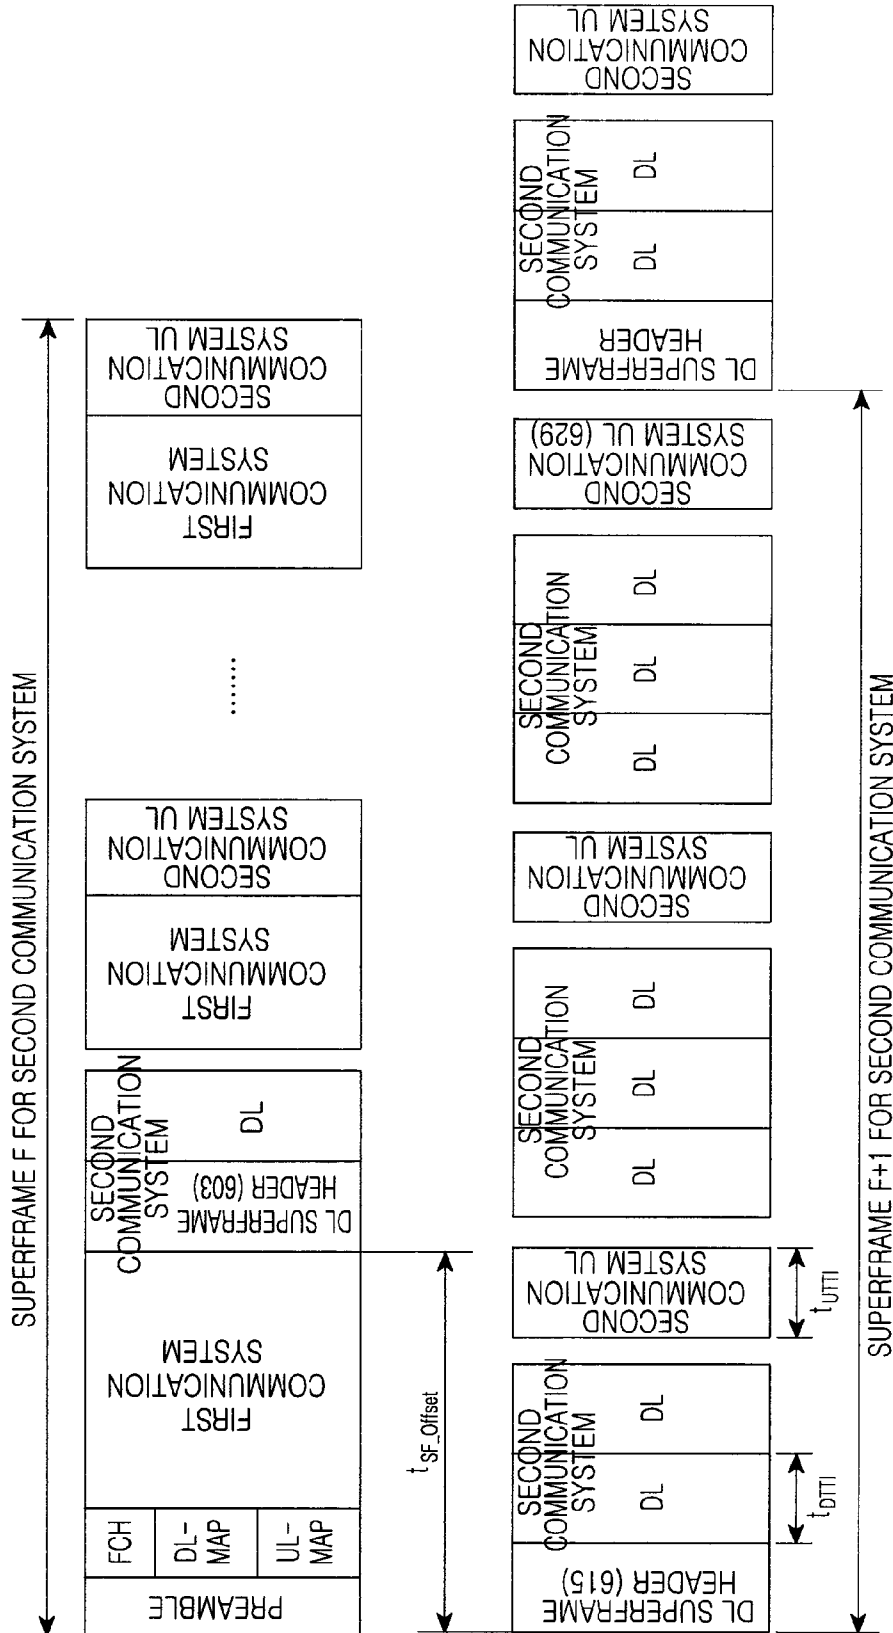 SUPERFRAME F FOR SECOND COMMUNICATION SYSTEM
PREAMBLE
FCH
DL-
MAP
UL-
MAP
FIRST
COMMUNICATION
SYSTEM
tSF_Offset
SECOND
COMMUNICATION
SYSTEM
DL SUPERFRAME
HEADER (603)
DL
FIRST
COMMUNICATION
SYSTEM
SECOND
COMMUNICATION
SYSTEM UL
.......
FIRST
COMMUNICATION
SYSTEM
SECOND
COMMUNICATION
SYSTEM UL
DL SUPERFRAME
HEADER (615)
SECOND
COMMUNICATION
SYSTEM
DL
DL
tDTTI
SECOND
COMMUNICATION
SYSTEM UL
tUTTI
SECOND
COMMUNICATION
SYSTEM
DL
DL
DL
SECOND
COMMUNICATION
SYSTEM UL
SECOND
COMMUNICATION
SYSTEM
DL
DL
DL
SECOND
COMMUNICATION
SYSTEM UL (629)
DL SUPERFRAME
HEADER
SECOND
COMMUNICATION
SYSTEM
DL
DL
SECOND
COMMUNICATION
SYSTEM UL
SUPERFRAME F+1 FOR SECOND COMMUNICATION SYSTEM